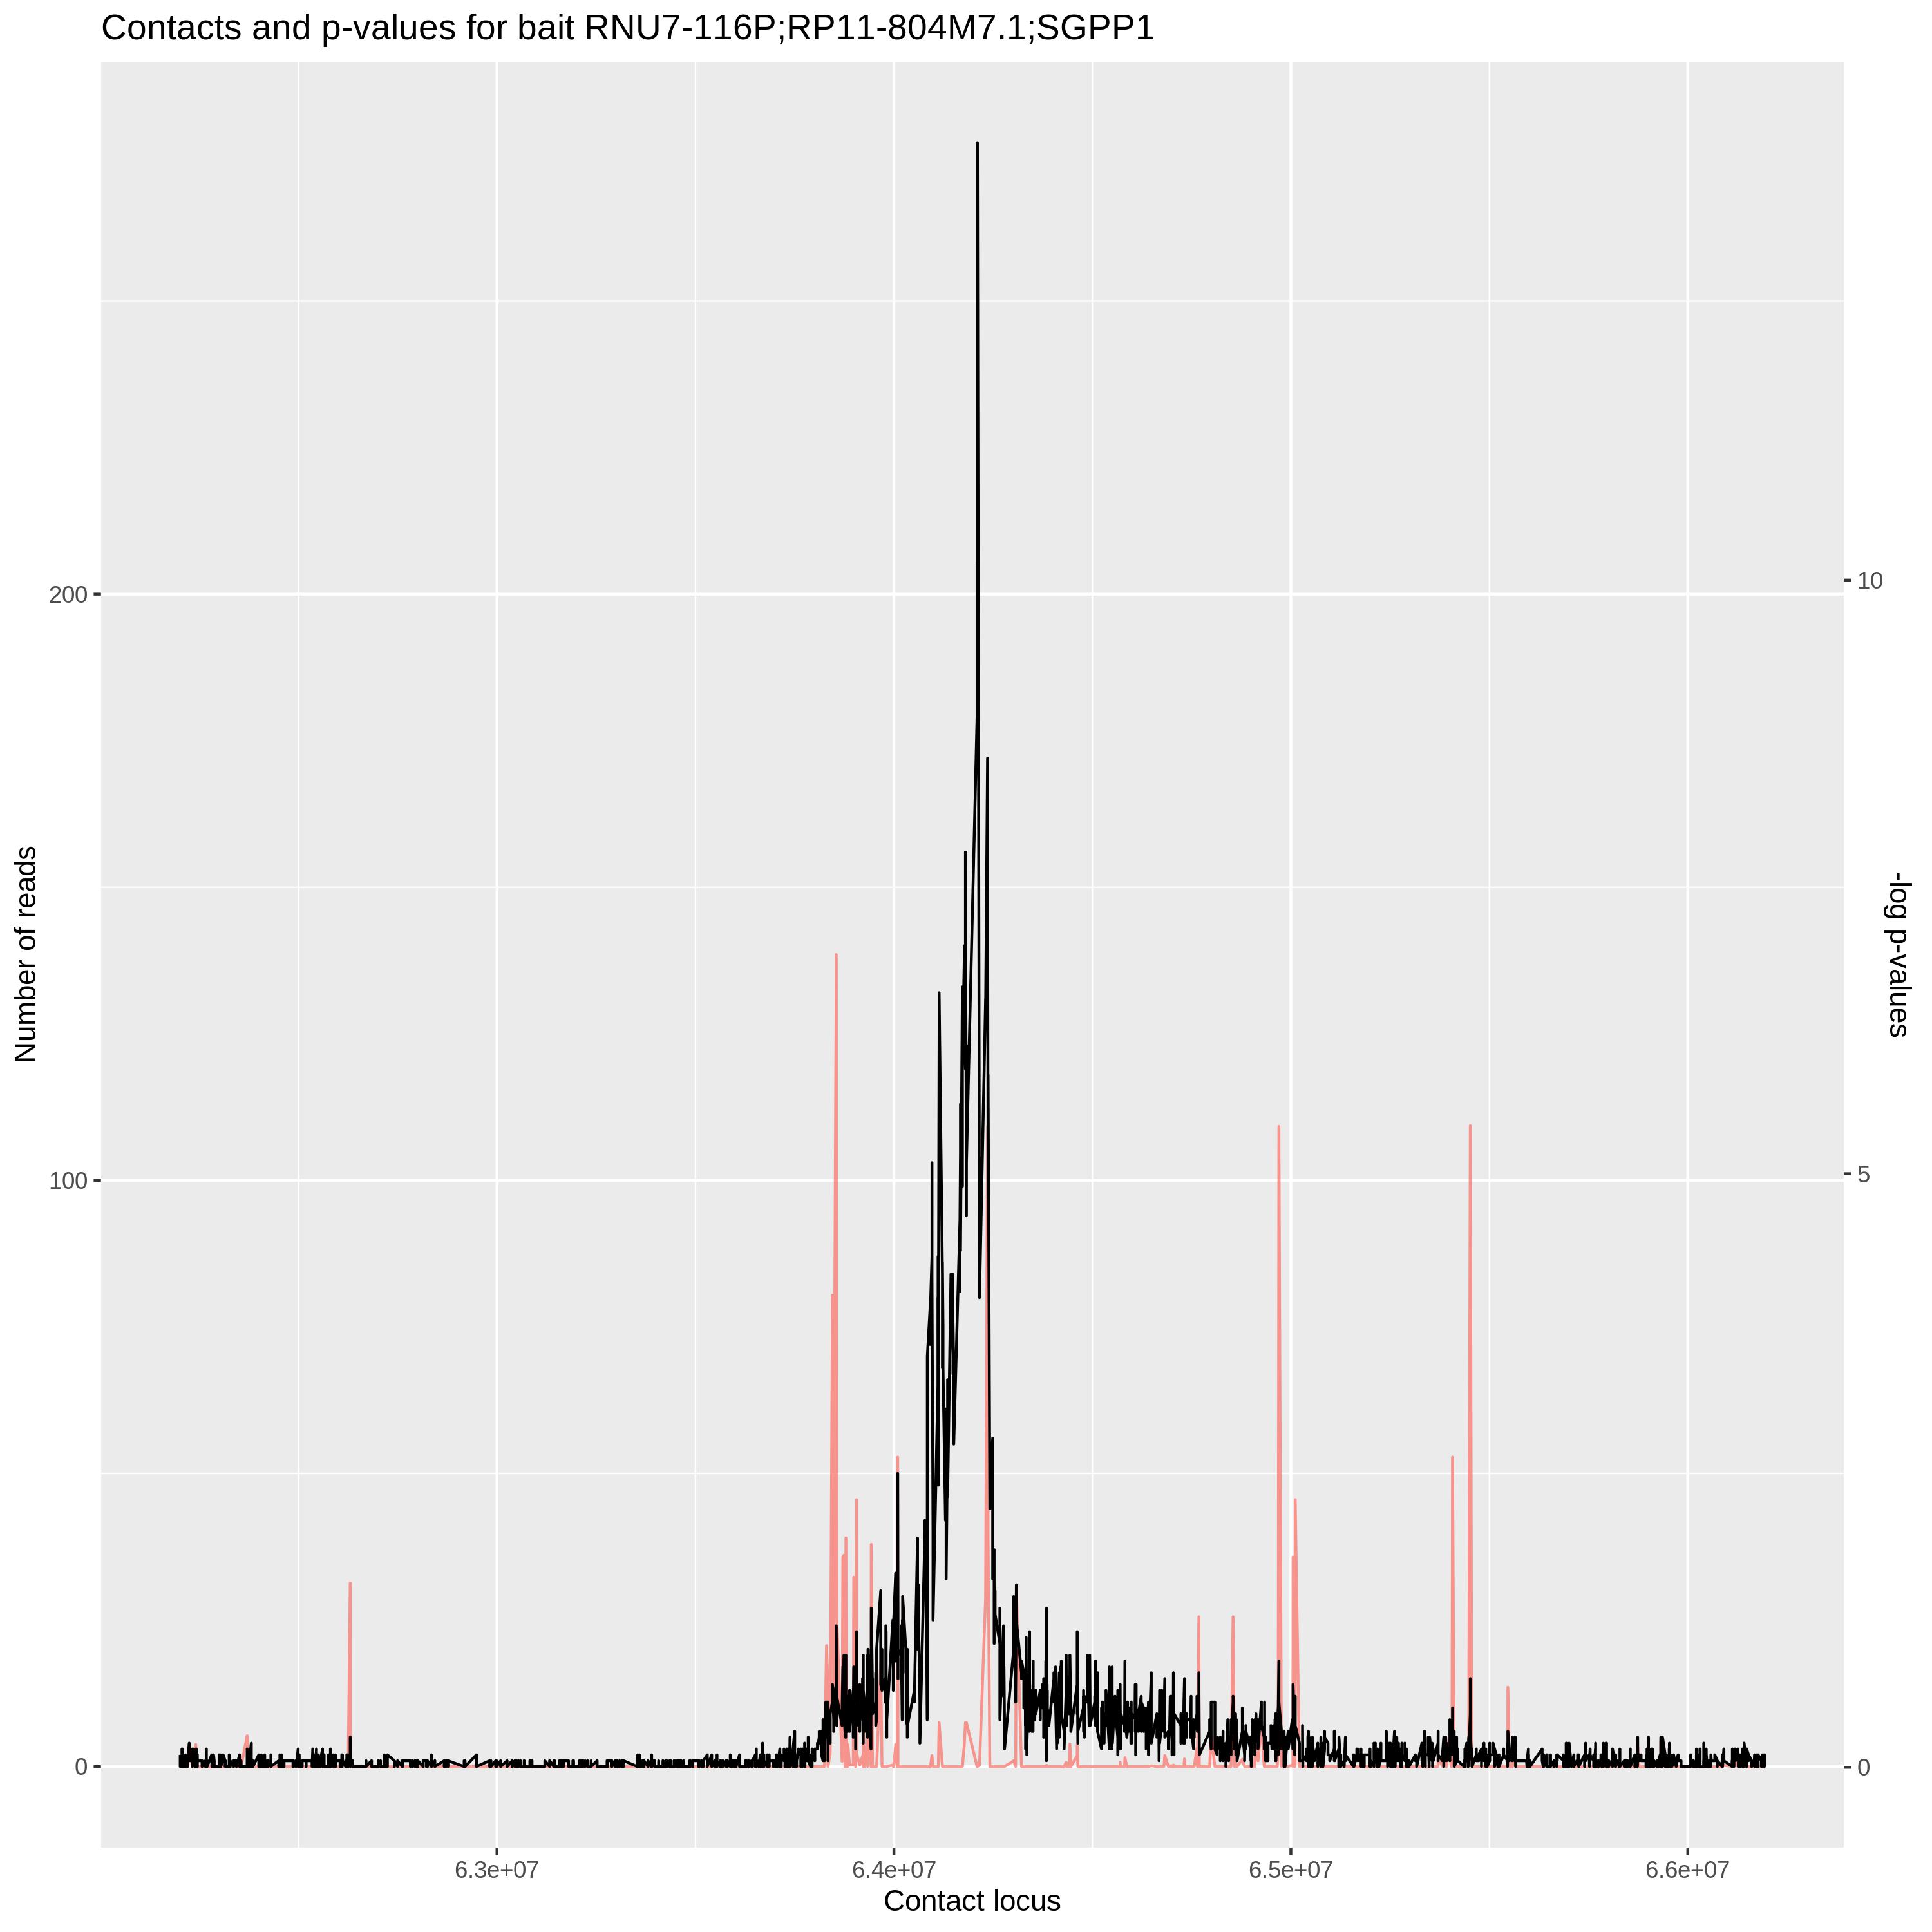 Contacts and p-values for bait RNU7-116P;RP11-804M7.1;SGPP1
Number of reads
200
100
0
10
5
0
-log p-values
6.3e+07
6.4e+07
6.5e+07
6.6e+07
Contact locus